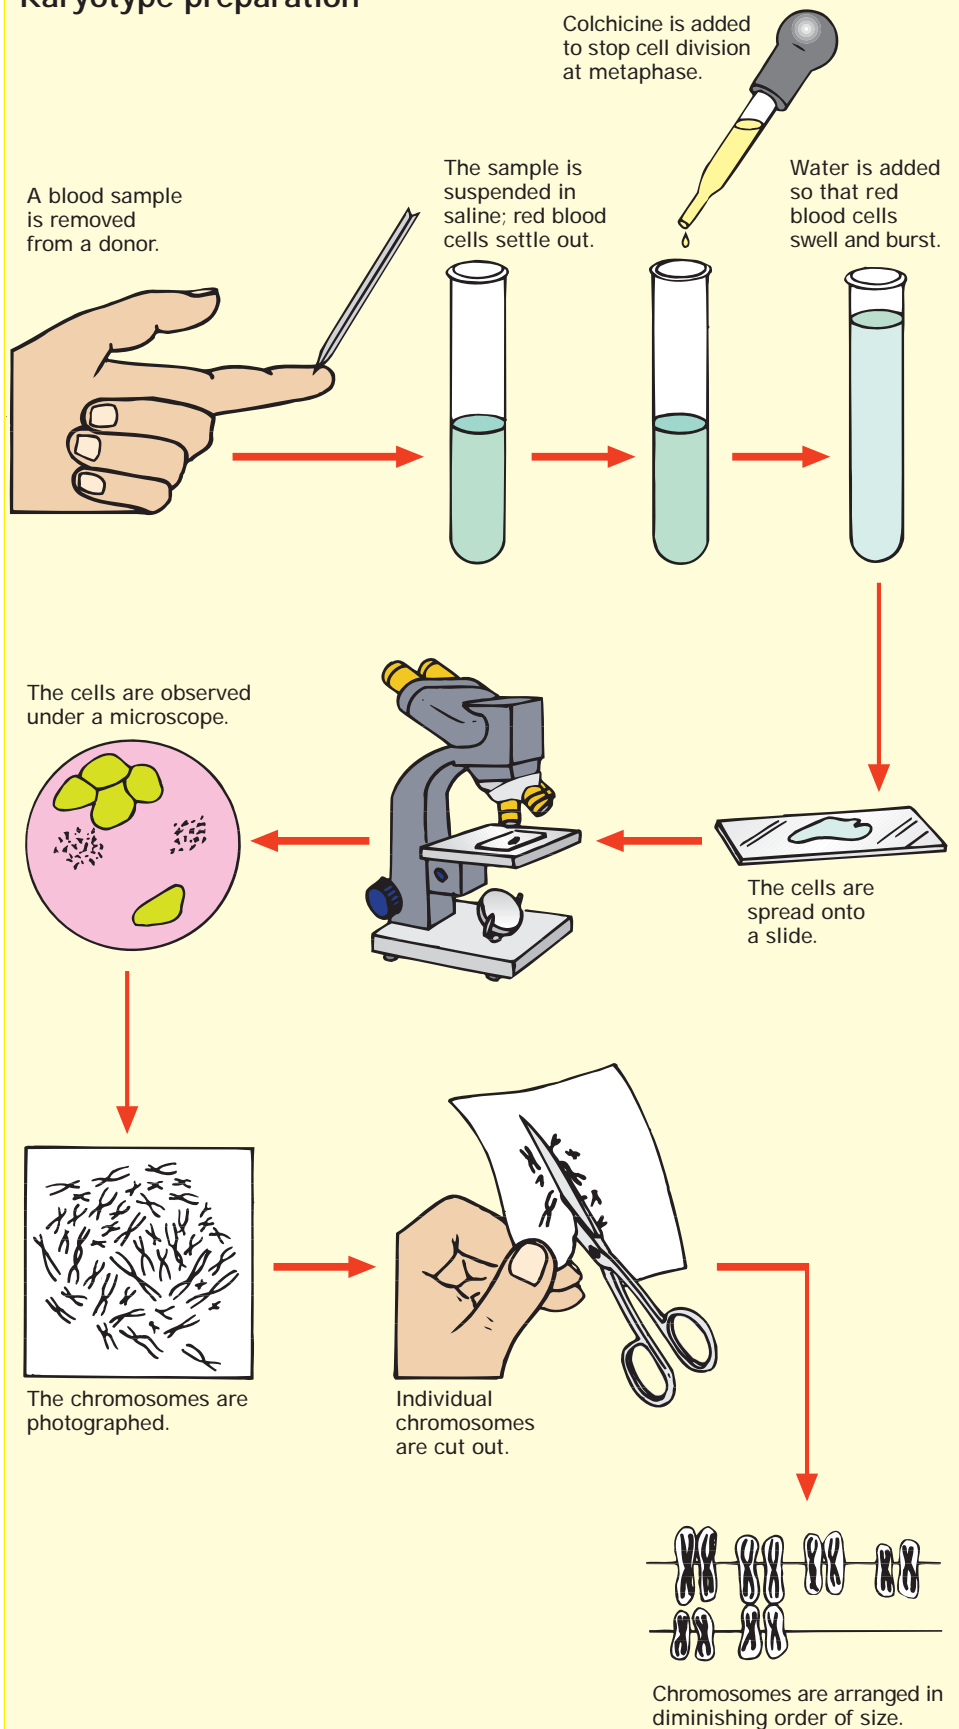 Karyotype preparation
Colchicine is added
to stop cell division
at metaphase.
A blood sample
is removed
from a donor.
The sample is
suspended in
saline; red blood
cells settle out.
Water is added
so that red
blood cells
swell and burst.
The cells are observed
under a microscope.
The cells are
spread onto
a slide.
The chromosomes are
photographed.
Individual
chromosomes
are cut out.
Chromosomes are arranged in
diminishing order of size.